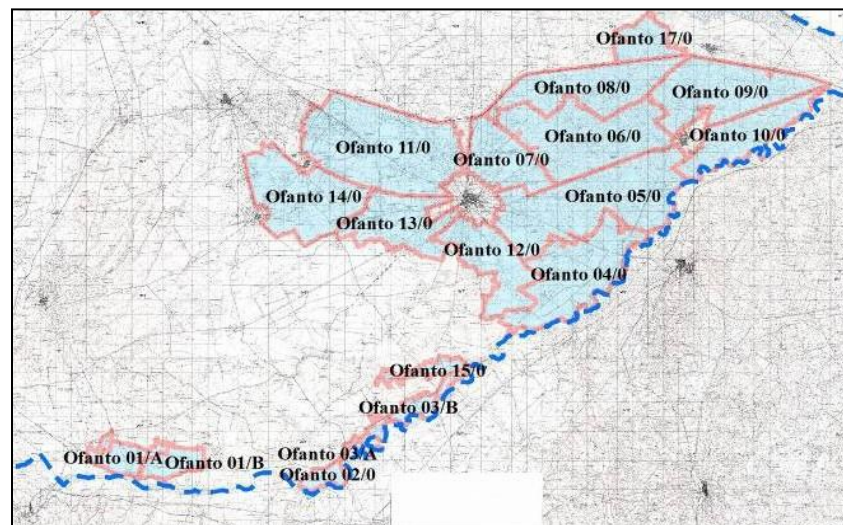 Ofanto 17/0
Ofanto 08/0
Ofanto 09/0
Ofanto 06/0
Ofanto 10/0
Ofanto 11/0
Ofanto 07/0
Ofanto 14/0
Ofanto 05/0
Ofanto 13/0
Ofanto 12/0
Ofanto 04/0
Ofanto 15/0
Ofanto 03/B
Ofanto 03/A
Ofanto 01/A
Ofanto 01/B
Ofanto 02/0